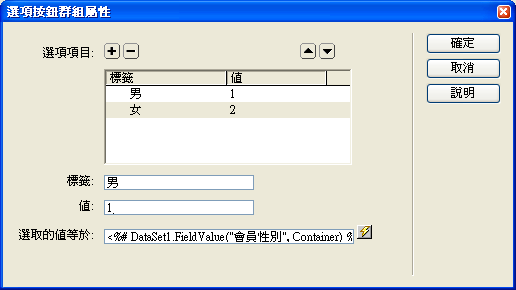 選項按鈕群組屬性
選項項目:
標籤 值
男 1
女 2
標籤: 男
值: 1
選取的值等於: <%# DataSet1.FieldValue("會員性別", Container) %
確定
取消
說明